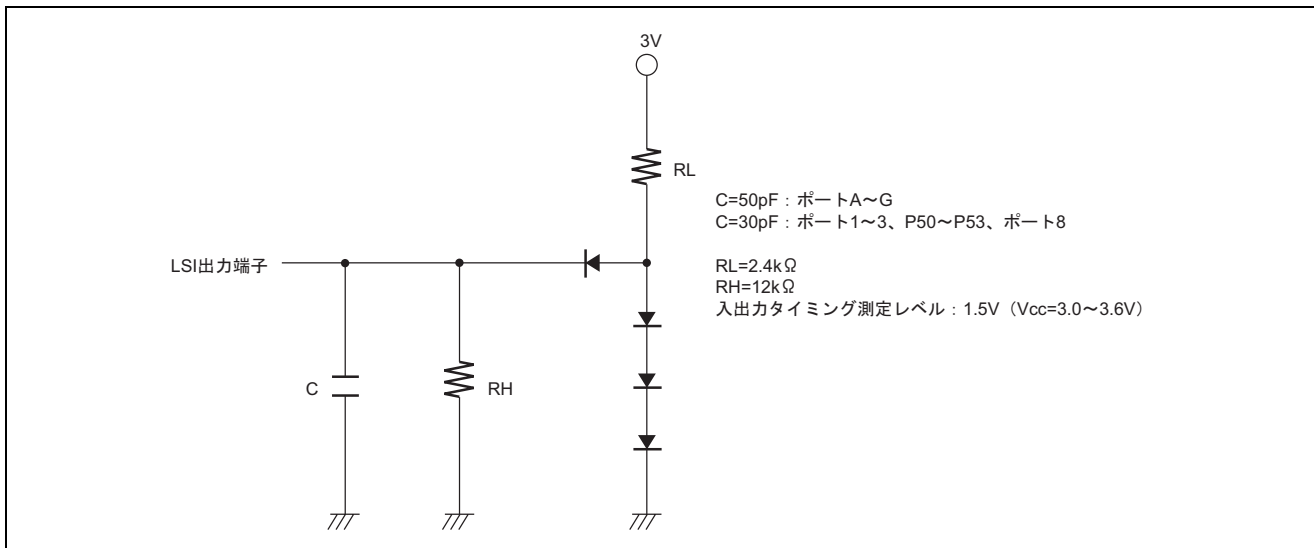 3V
RL
C=50pF：ポートA～G
C=30pF：ポート1～3、P50～P53、ポート8
LSI出力端子
RL=2.4kΩ
RH=12kΩ
入出力タイミング測定レベル：1.5V（Vcc=3.0～3.6V）
C
RH